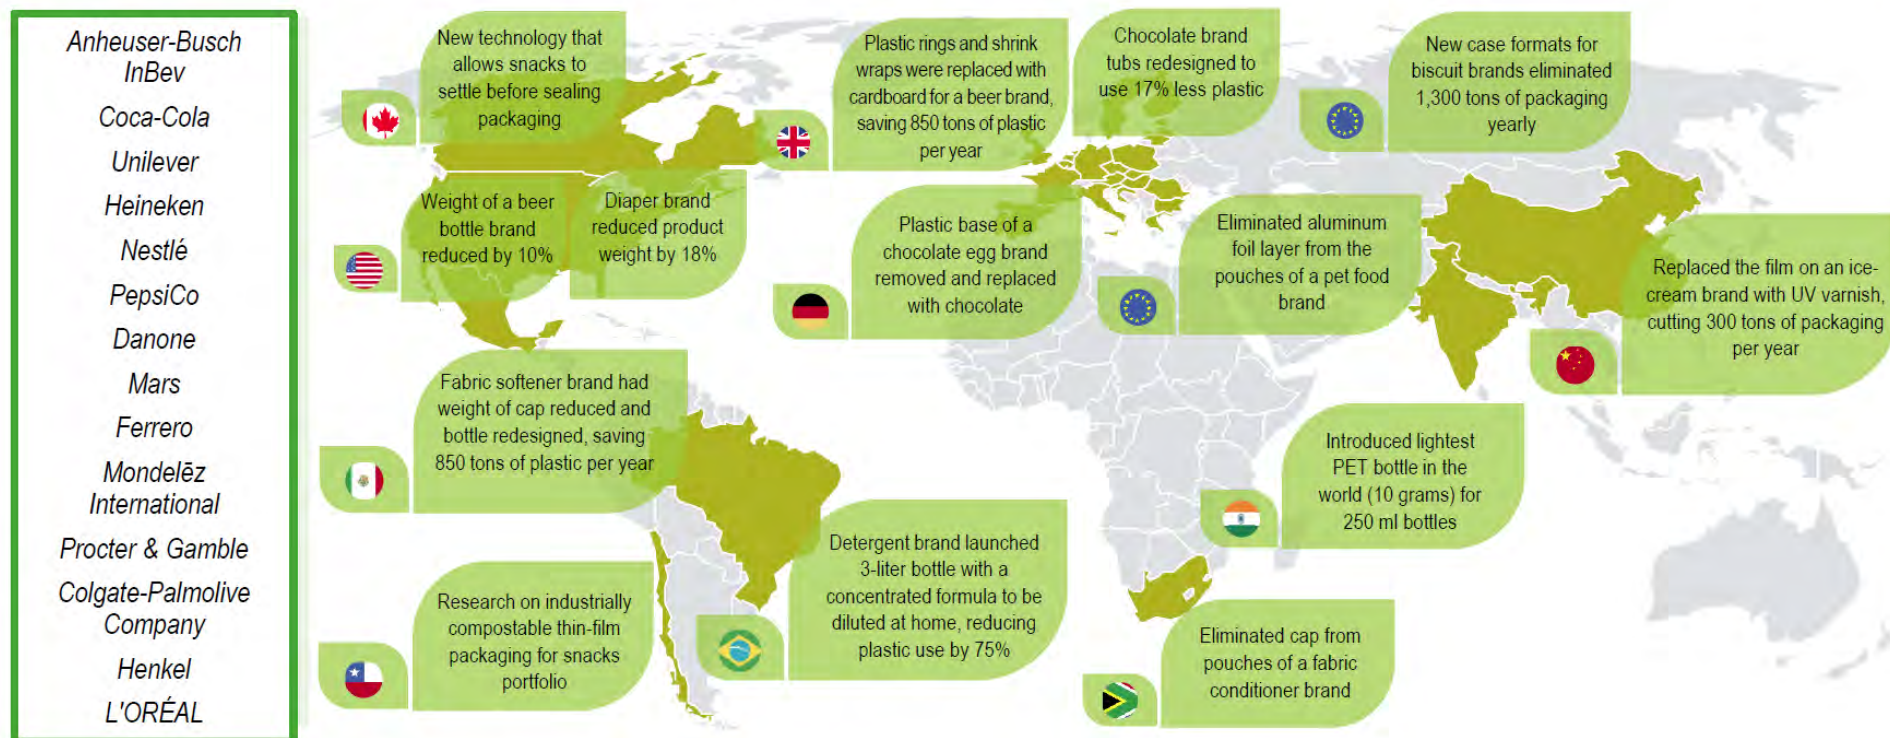 Anheuser-Busch
InBev
Coca-Cola
Unilever
Heineken
Nestlé
PepsiCo
Danone
Mars
Ferrero
Mondelēz
International
Procter & Gamble
Colgate-Palmolive
Company
Henkel
L'ORÉAL
New technology that
allows snacks to
settle before sealing
packaging
Plastic rings and shrink
wraps were replaced with
cardboard for a beer brand,
saving 850 tons of plastic
per year
Chocolate brand
tubs redesigned to
use 17% less plastic
New case formats for
biscuit brands eliminated
1,300 tons of packaging
yearly
Weight of a beer
bottle brand
reduced by 10%
Diaper brand
reduced product
weight by 18%
Plastic base of a
chocolate egg brand
removed and replaced
with chocolate
Eliminated aluminum
foil layer from the
pouches of a pet food
brand
Replaced the film on an ice-
cream brand with UV varnish,
cutting 300 tons of packaging
per year
Fabric softener brand had
weight of cap reduced and
bottle redesigned, saving
850 tons of plastic per year
Introduced lightest
PET bottle in the
world (10 grams) for
250 ml bottles
Research on industrially
compostable thin-film
packaging for snacks
portfolio
Detergent brand launched
3-liter bottle with a
concentrated formula to be
diluted at home, reducing
plastic use by 75%
Eliminated cap from
pouches of a fabric
conditioner brand